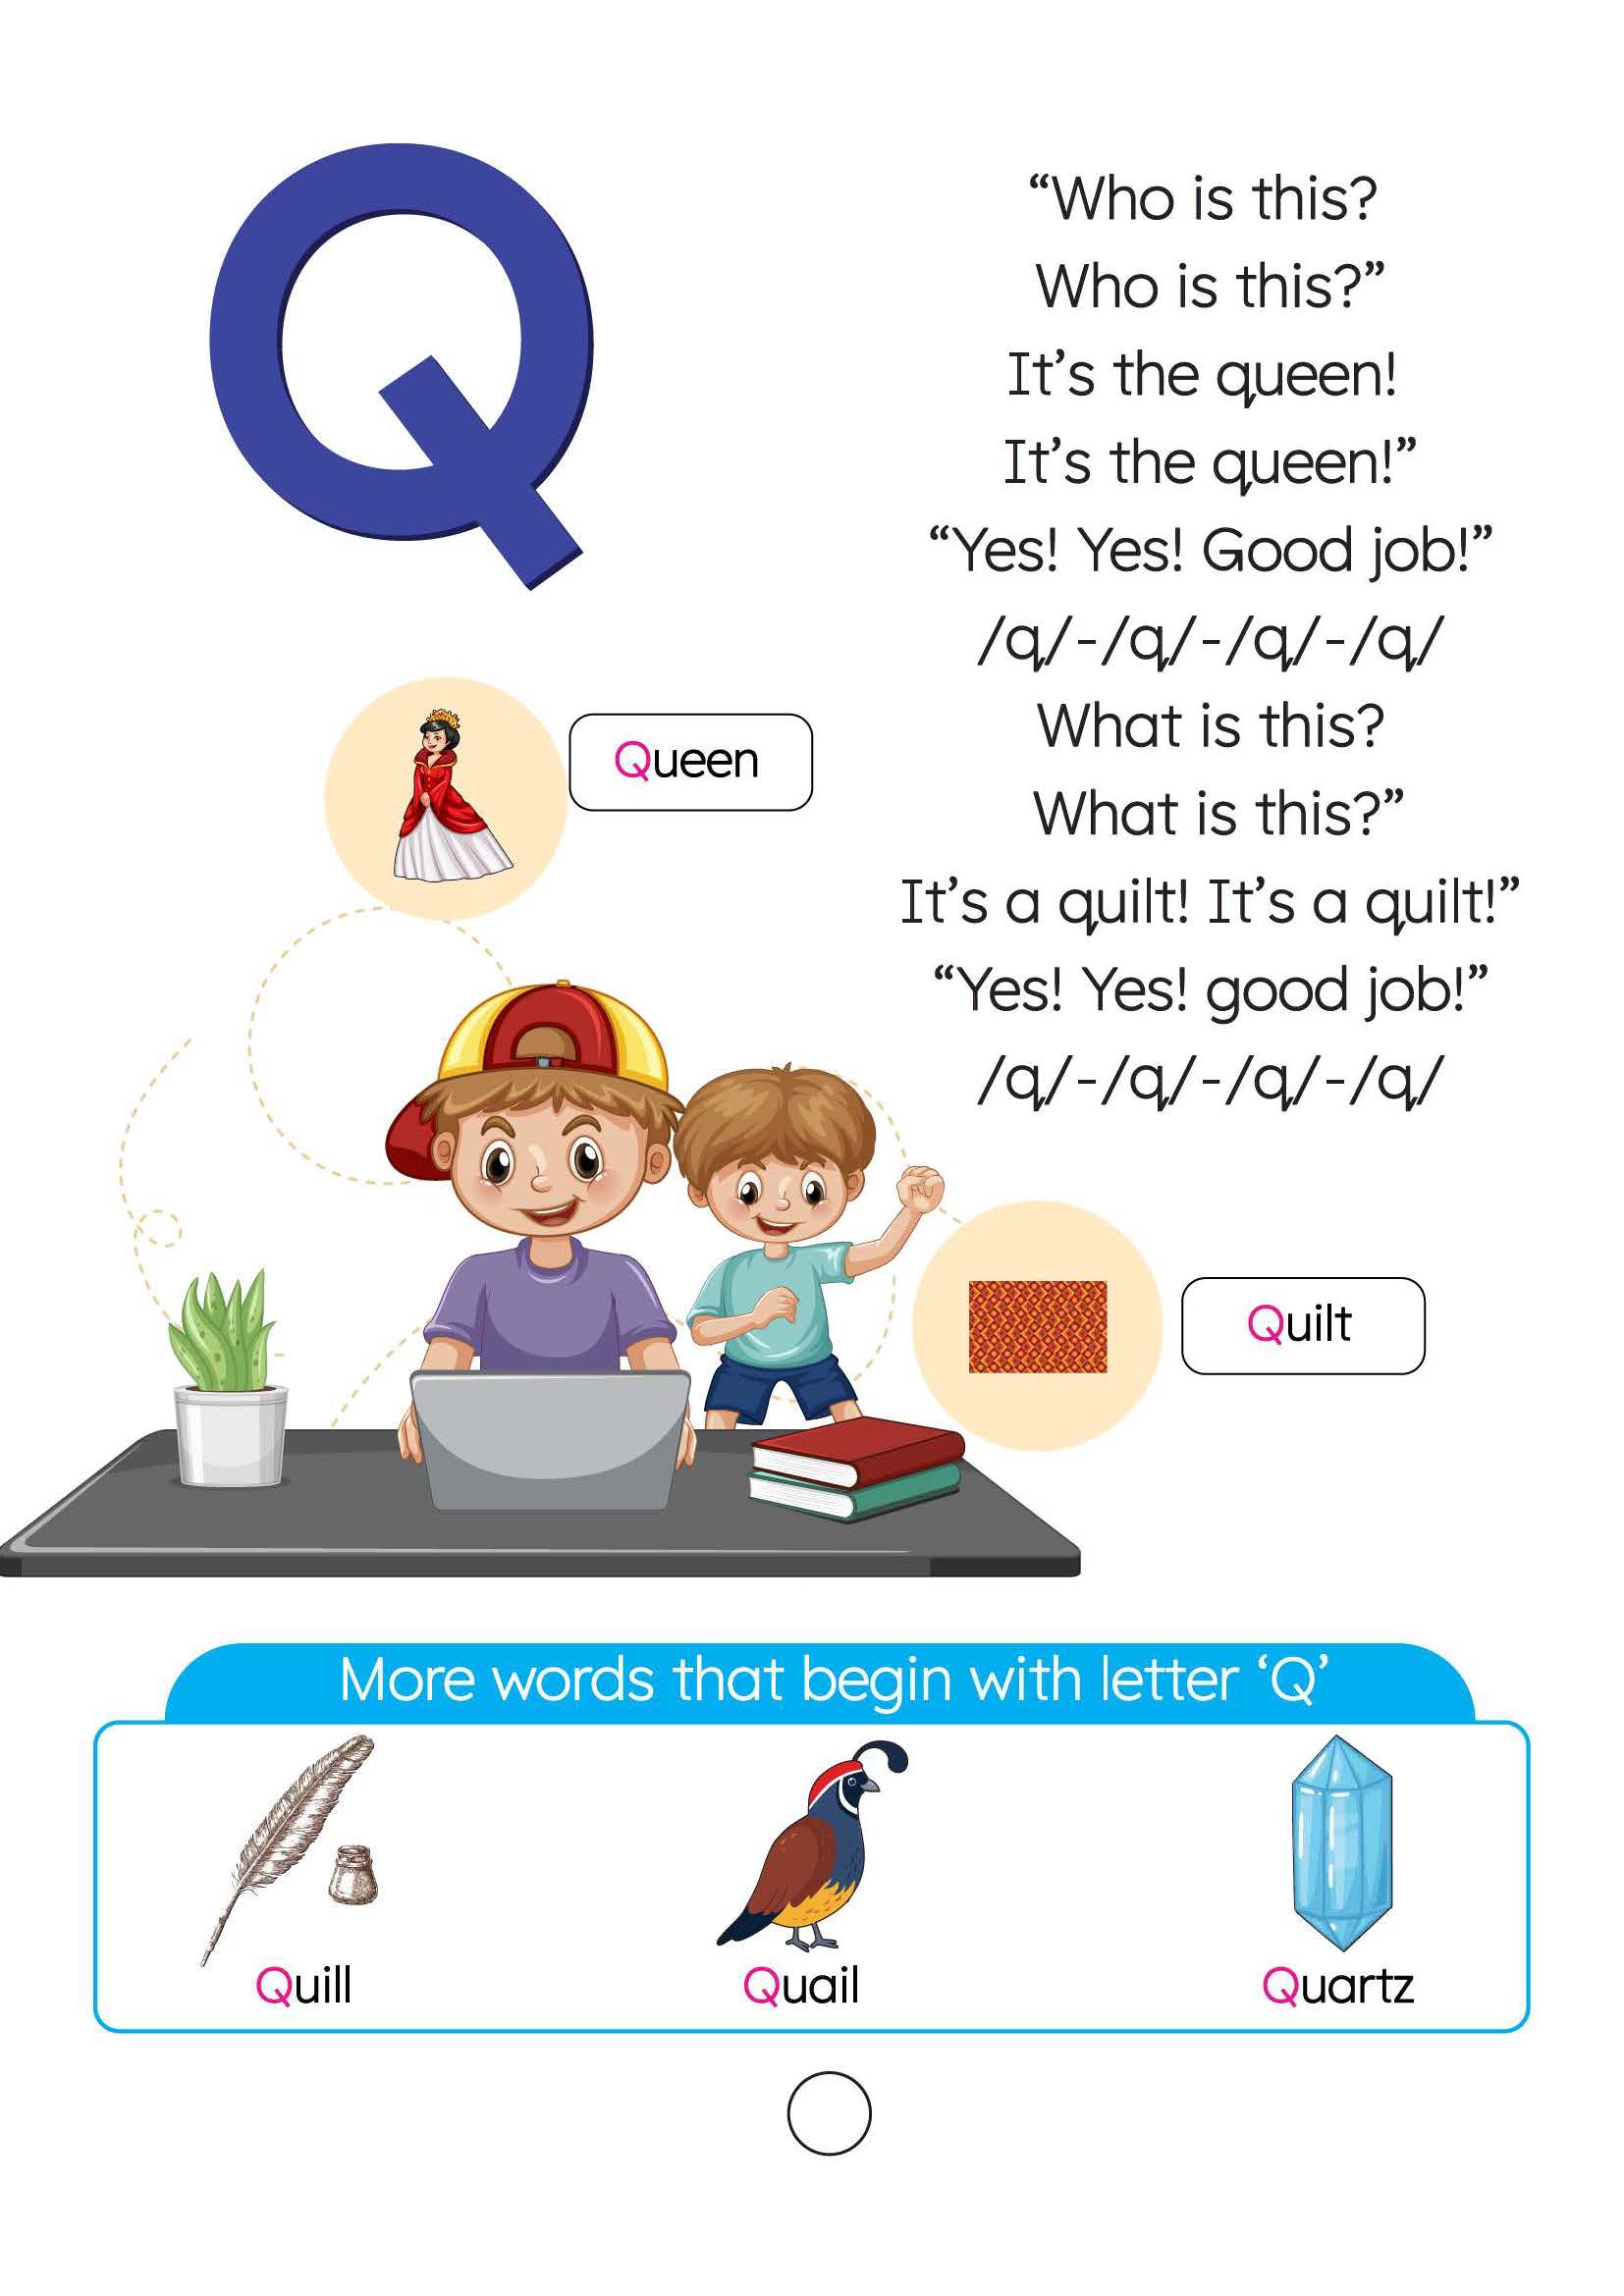 Q
“Who is this?
Who is this?”
It’s the queen!
It’s the queen!”
“Yes! Yes! Good job!”
/q/-/q/-/q/-/q/
What is this?
What is this?”
It’s a quilt! It’s a quilt!”
“Yes! Yes! good job!”
/q/-/q/-/q/-/q/
Queen
Quilt
More words that begin with letter ‘Q’
Quill
Quail
Quartz